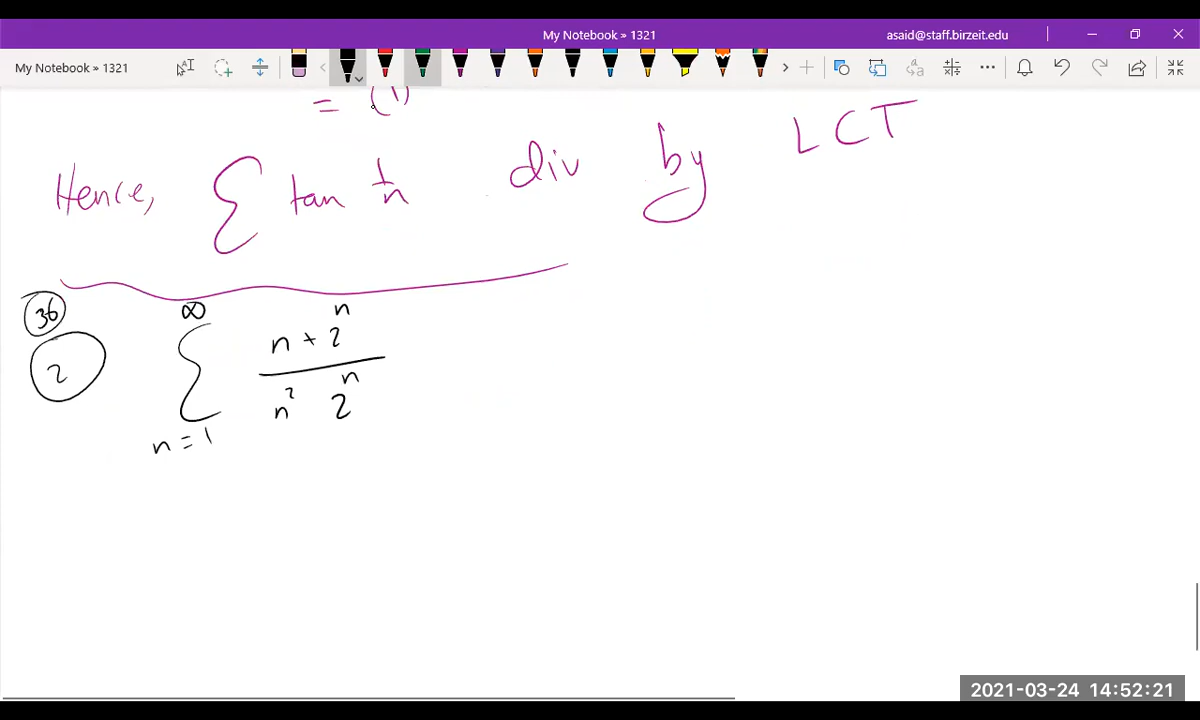 My Notebook » 1321
asaid@staff.birzeit.edu
My Notebook » 1321
= (1)
Hence, ∑ tan 1/n div by LCT
36
2 ∞ ∑ n=1 n + 2^n / n^2 2^n
2021-03-24 14:52:21